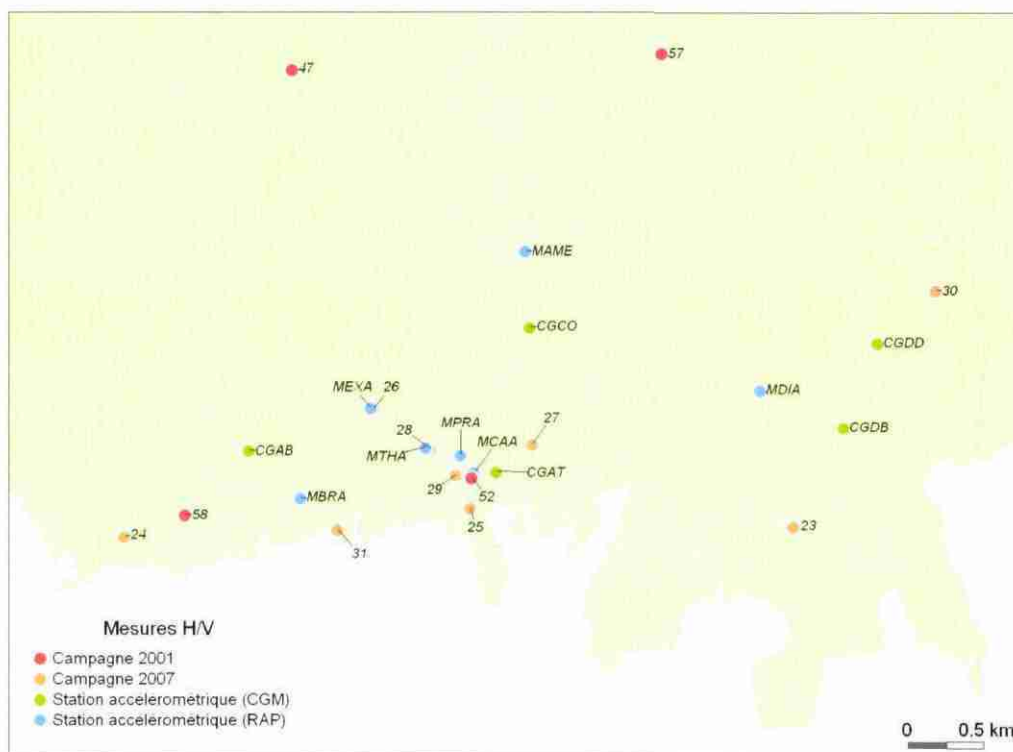 47
57
MAME
30
CGCO
CGDD
MEXA 26
MDIA
28
MPRA
27
MCAA
CGDB
CGAB
MTHA
CGAT
29
52
MBRA
58
25
23
24
31
Mesures H/V
Campagne 2001
Campagne 2007
Station accélérométrique (CGM)
Station accélérométrique (RAP)
0 0.5 km